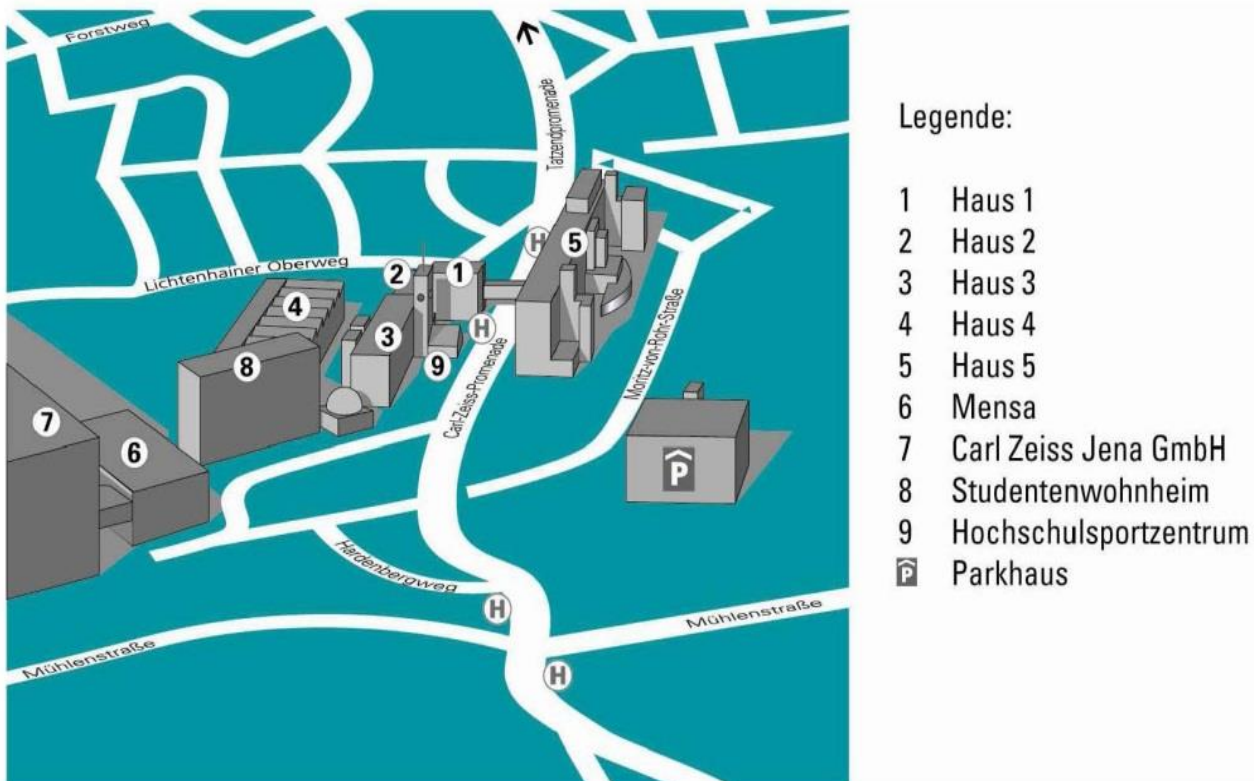 Forstweg
Tatzendpromenade
H
5
Lichtenhainer Oberweg
2
1
4
3
H
9
8
Carl-Zeiss-Promenade
Moritz-von-Rohr-Straße
7
6
P
Hardenbergweg
H
Mühlenstraße
Mühlenstraße
H
Legende:
1 Haus 1
2 Haus 2
3 Haus 3
4 Haus 4
5 Haus 5
6 Mensa
7 Carl Zeiss Jena GmbH
8 Studentenwohnheim
9 Hochschulsportzentrum
P Parkhaus